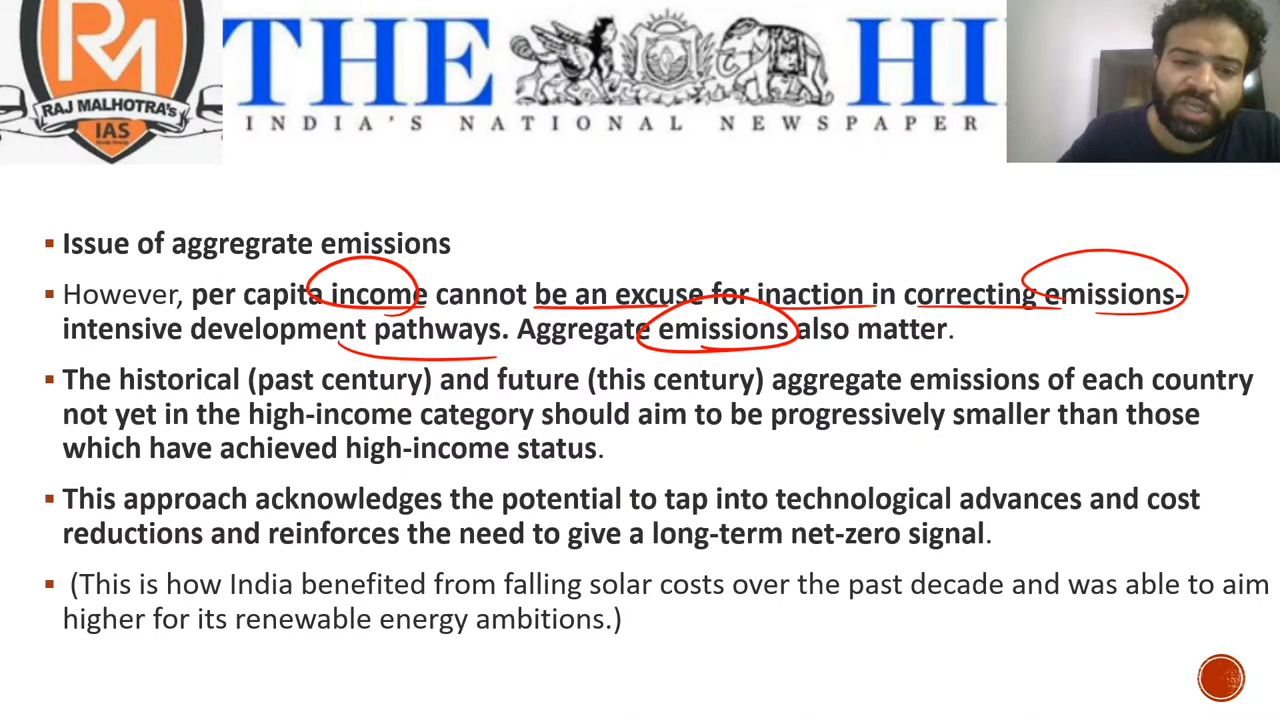 RM
RAJ MALHOTRA's
IAS
THE HI
INDIA'S NATIONAL NEWSPAPER
Issue of aggregrate emissions
However, per capita income cannot be an excuse for inaction in correcting emissions-
intensive development pathways. Aggregate emissions also matter.
The historical (past century) and future (this century) aggregate emissions of each country
not yet in the high-income category should aim to be progressively smaller than those
which have achieved high-income status.
This approach acknowledges the potential to tap into technological advances and cost
reductions and reinforces the need to give a long-term net-zero signal.
(This is how India benefited from falling solar costs over the past decade and was able to aim
higher for its renewable energy ambitions.)